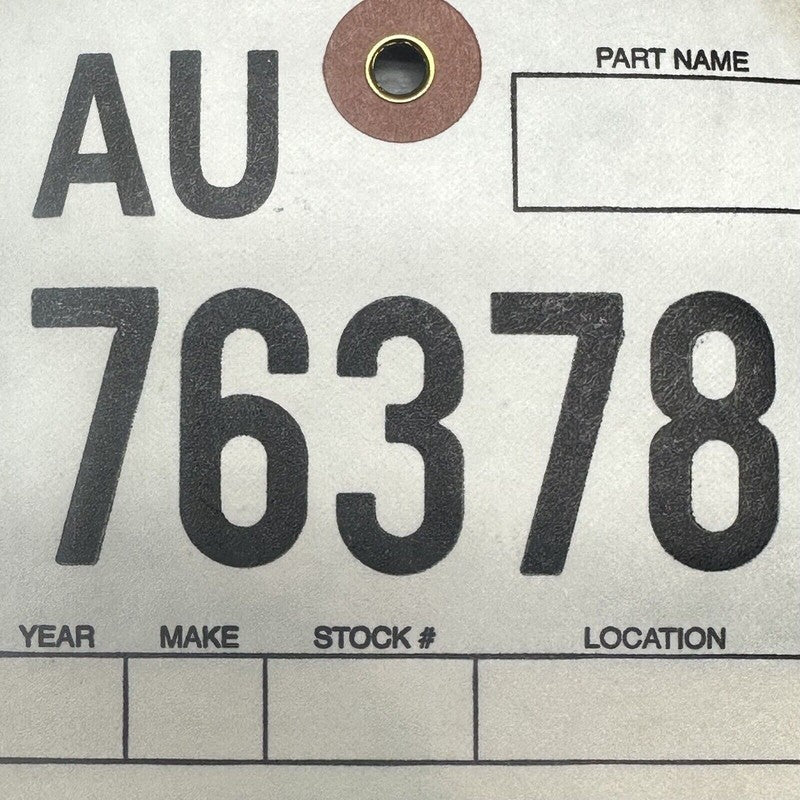 AU
PART NAME
76378
YEAR MAKE STOCK # LOCATION